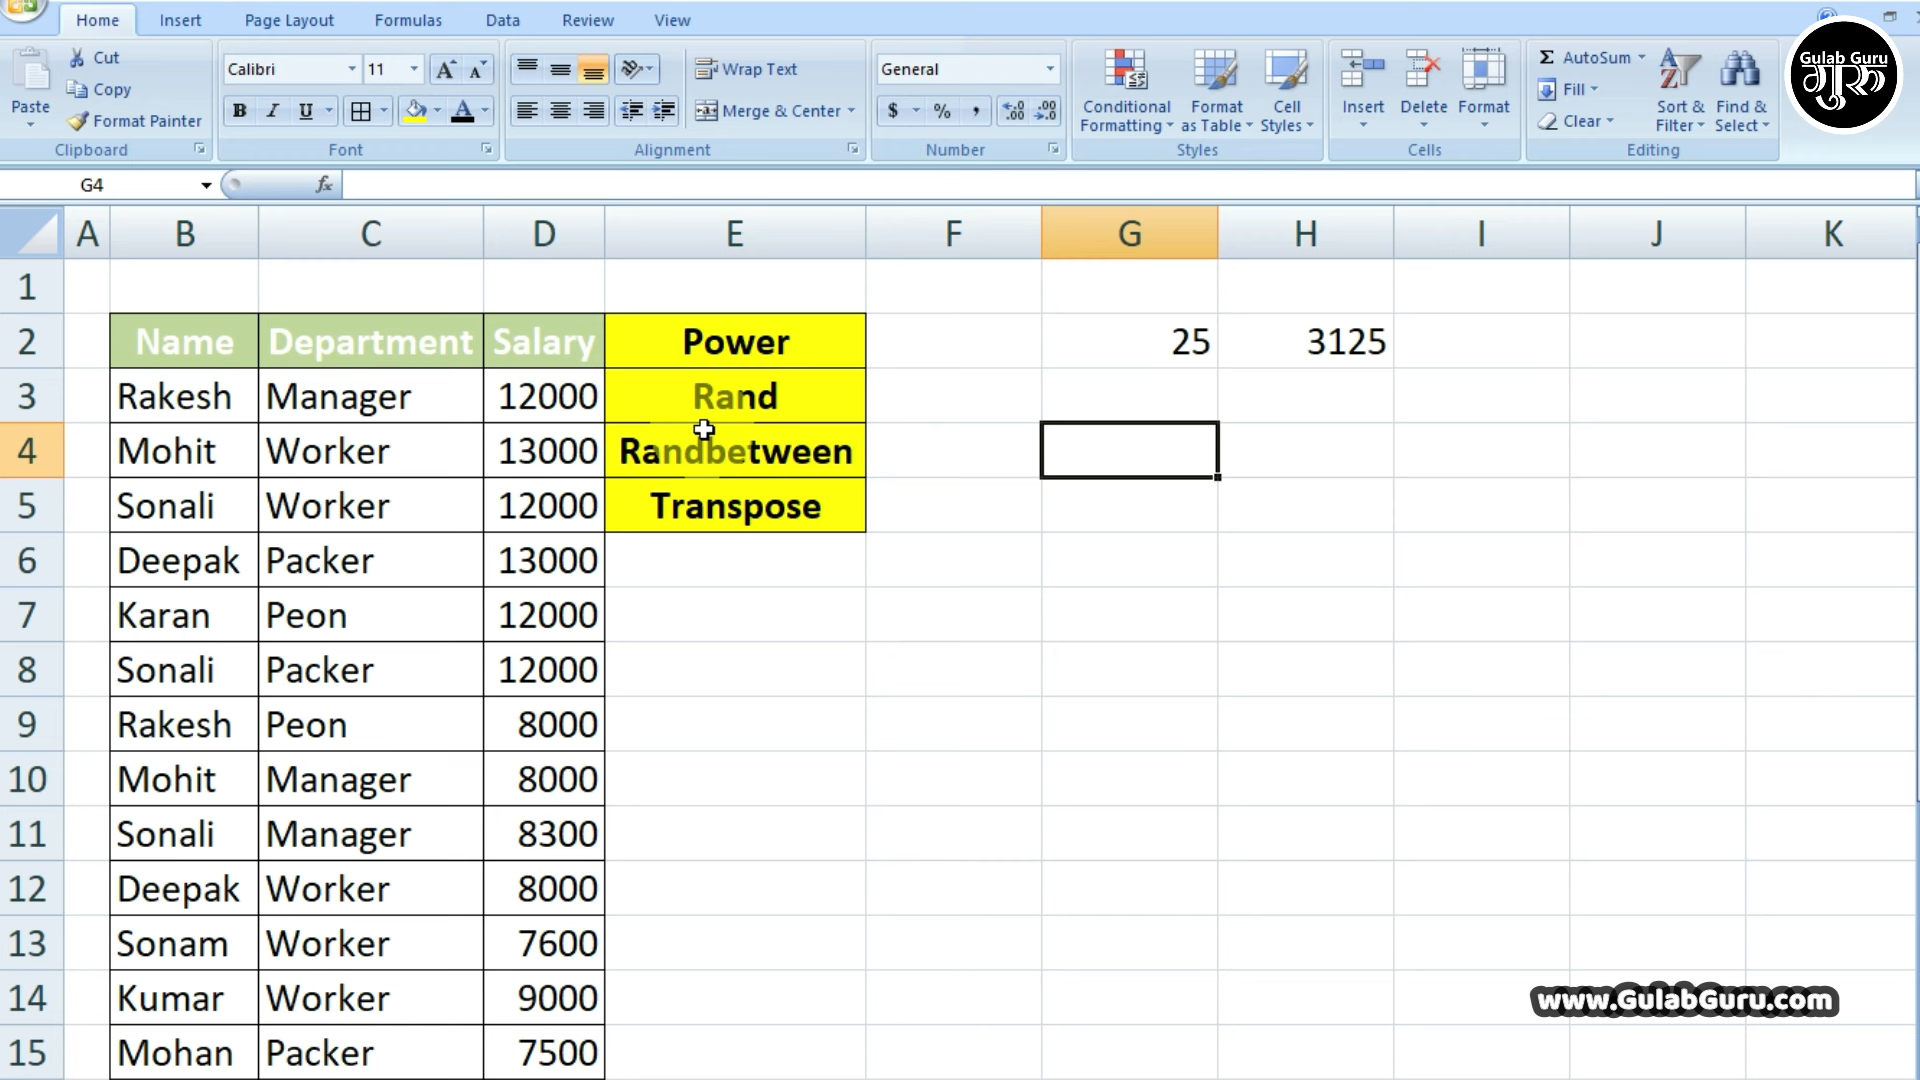 Home Insert Page Layout Formulas Data Review View
Gulab Guru
गुरु
Paste
Cut
Copy
Format Painter
Clipboard
Calibri 11
B I U
Font
Wrap Text
Merge & Center
Alignment
General
$ % ,
Number
Conditional Formatting
Format as Table
Cell Styles
Styles
Insert Delete Format
Cells
Σ AutoSum
Fill
Clear
Sort & Filter
Find & Select
Editing
G4 fx
A B C D E F G H I J K
1
2 Name Department Salary Power 25 3125
3 Rakesh Manager 12000 Rand
4 Mohit Worker 13000 Randbetween
5 Sonali Worker 12000 Transpose
6 Deepak Packer 13000
7 Karan Peon 12000
8 Sonali Packer 12000
9 Rakesh Peon 8000
10 Mohit Manager 8000
11 Sonali Manager 8300
12 Deepak Worker 8000
13 Sonam Worker 7600
14 Kumar Worker 9000
www.GulabGuru.com
15 Mohan Packer 7500